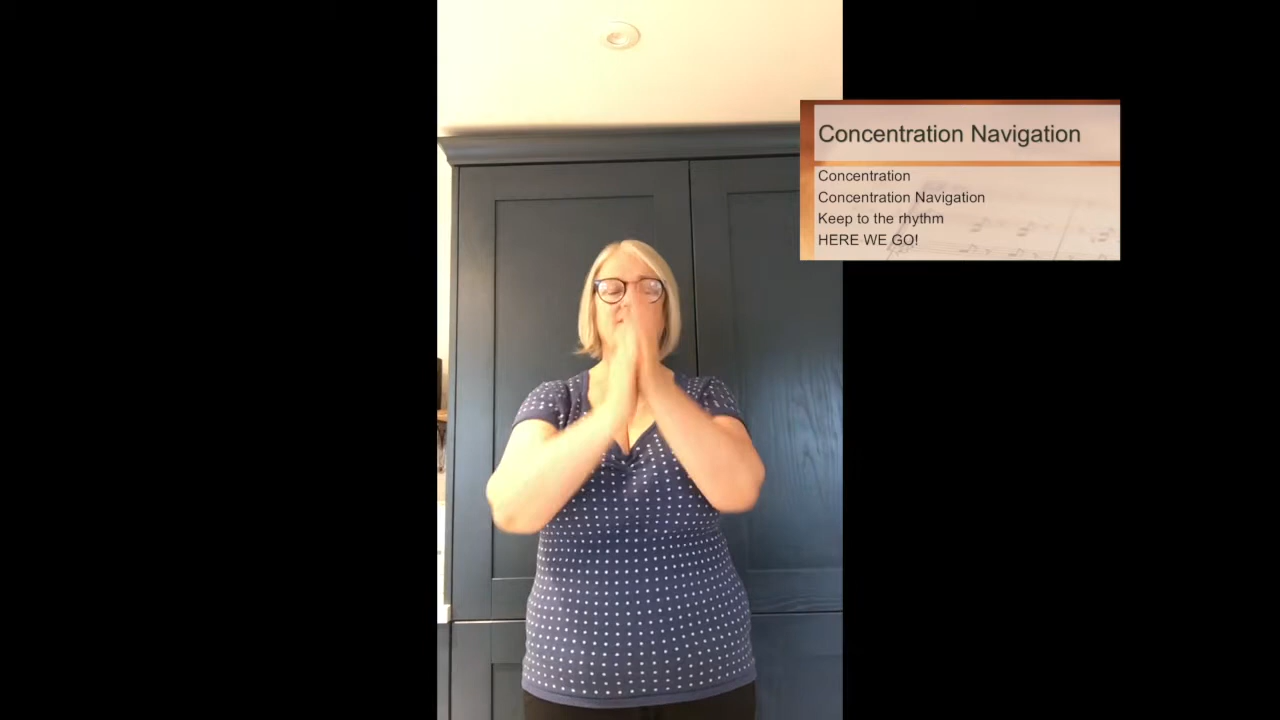 Concentration Navigation
Concentration
Concentration Navigation
Keep to the rhythm
HERE WE GO!